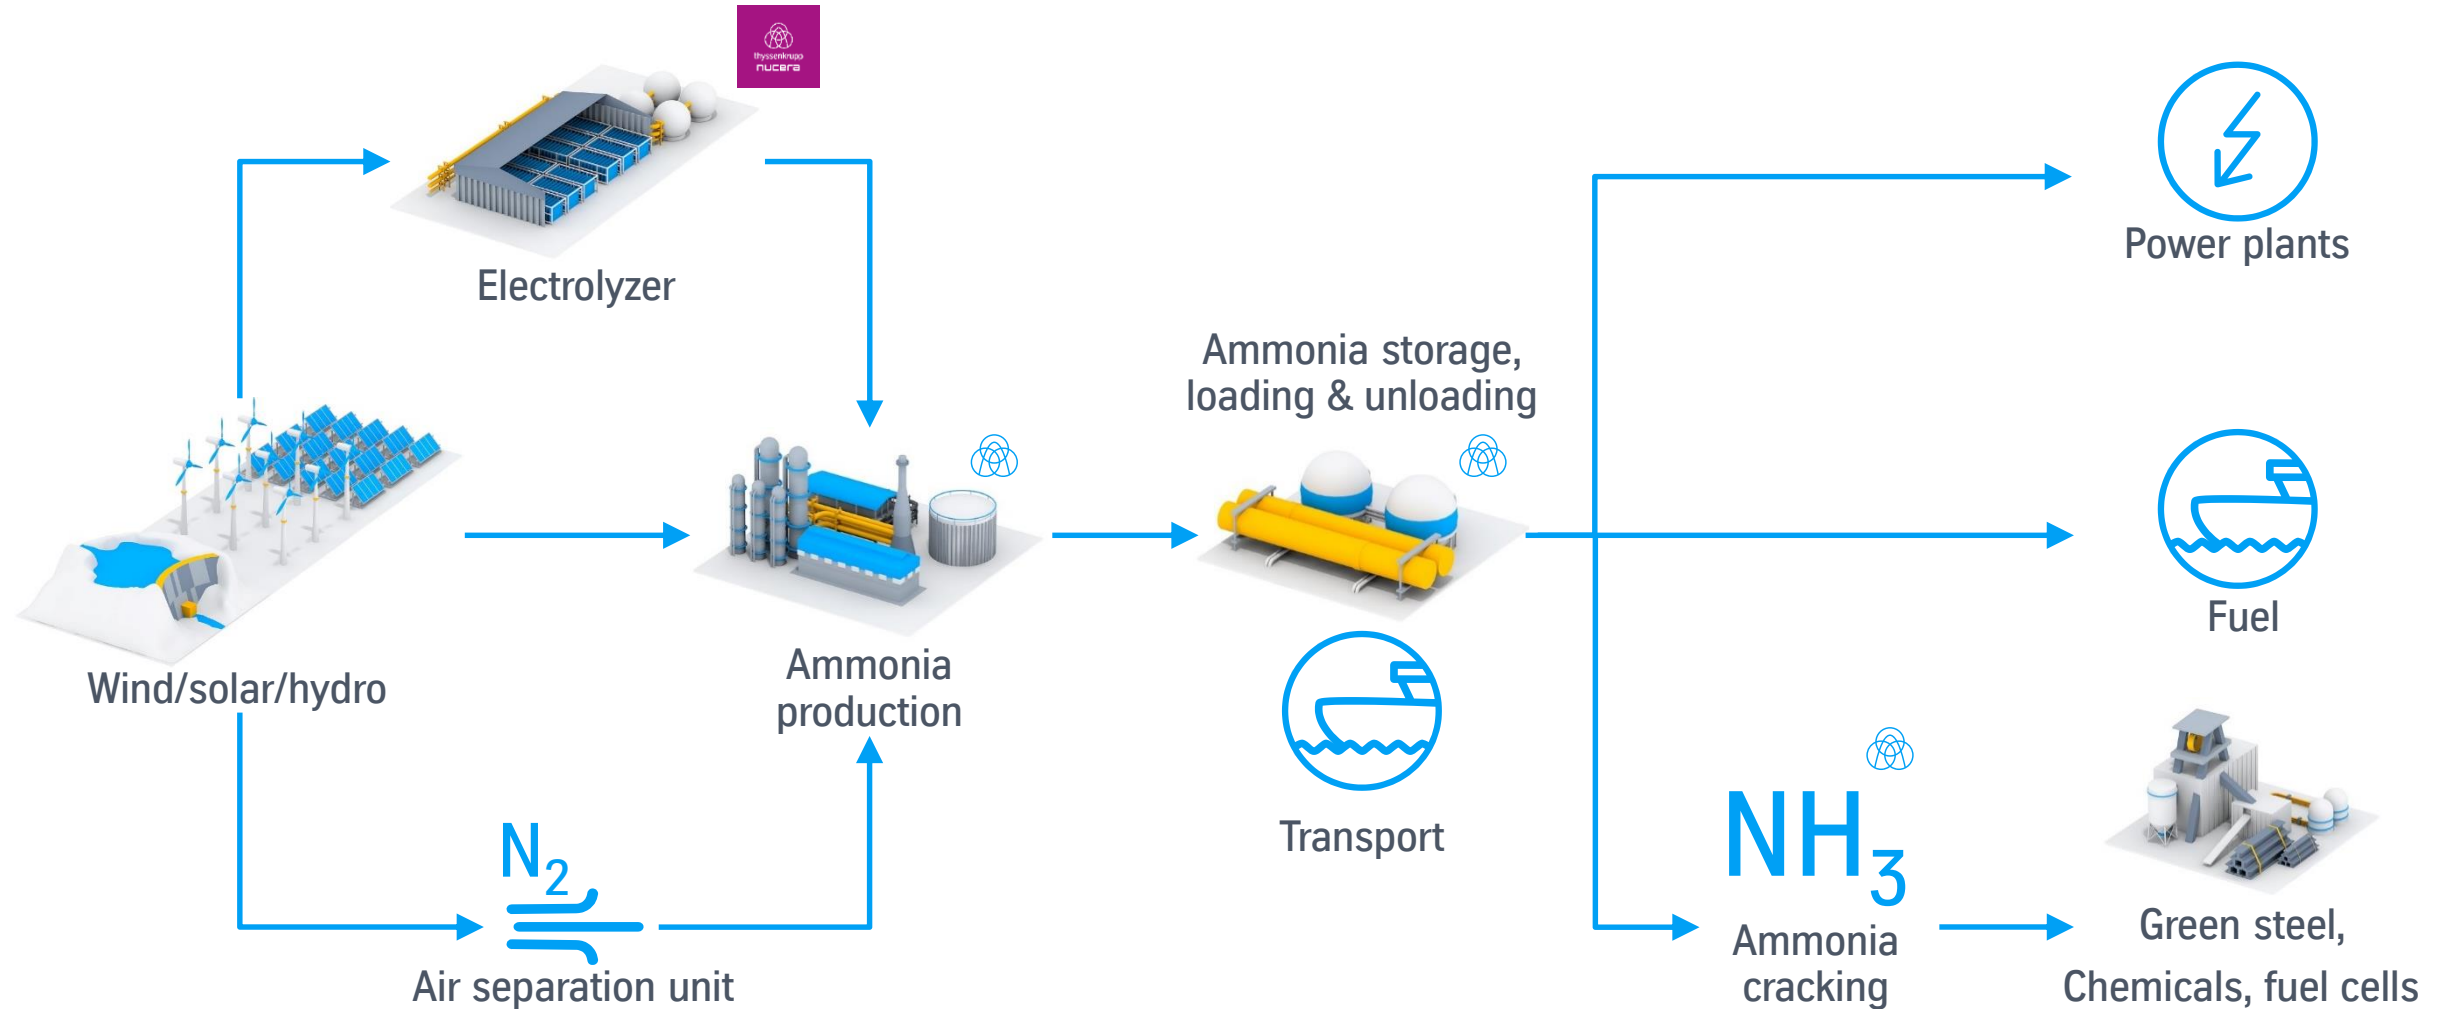 thyssenkrupp
nucera
Electrolyzer
Power plants
Ammonia storage,
loading & unloading
Wind/solar/hydro
Ammonia
production
Fuel
Transport
N2
Air separation unit
NH3
Ammonia
cracking
Green steel,
Chemicals, fuel cells